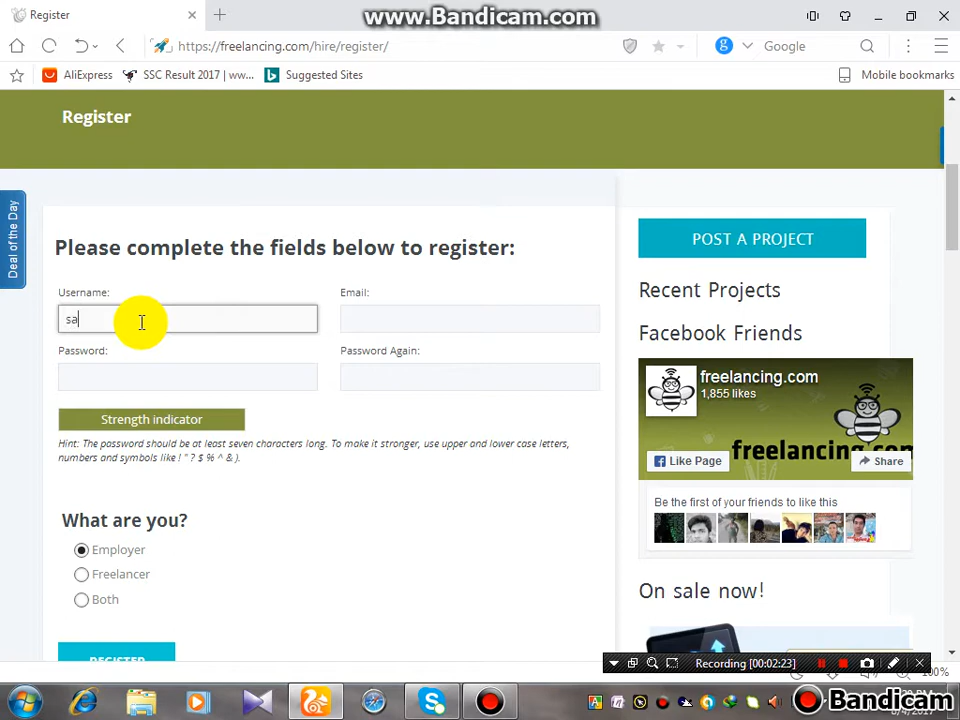 www.Bandicam.com
Register
https://freelancing.com/hire/register/
Google
AliExpress
SSC Result 2017 | ww...
Suggested Sites
Mobile bookmarks
Register
Deal of the Day
Please complete the fields below to register:
Username:
Email:
sa
Password:
Password Again:
Strength indicator
Hint: The password should be at least seven characters long. To make it stronger, use upper and lower case letters,
numbers and symbols like ! " ? $ % ^ & ).
What are you?
Employer
Freelancer
Both
REGISTER
POST A PROJECT
Recent Projects
Facebook Friends
freelancing.com
1,855 likes
freelancing.com
Like Page
Share
Be the first of your friends to like this
On sale now!
Recording [00:02:23]
100%
Bandicam